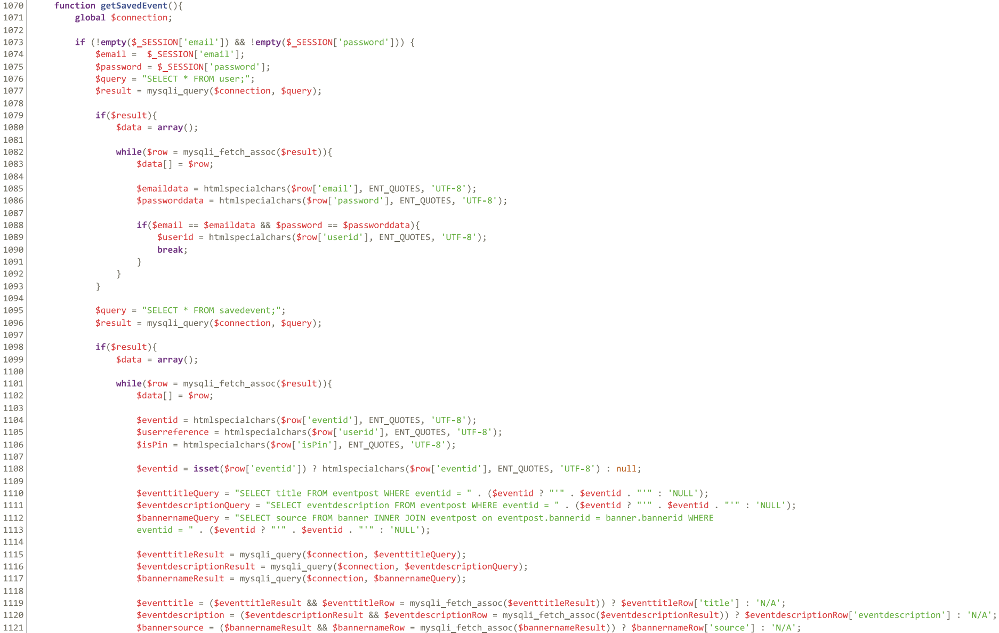 1070 function getSavedEvent(){
1071 global $connection;
1072
1073 if (!empty($_SESSION['email']) && !empty($_SESSION['password'])) {
1074 $email =  $_SESSION['email'];
1075 $password = $_SESSION['password'];
1076 $query = "SELECT * FROM user;";
1077 $result = mysqli_query($connection, $query);
1078
1079 if($result){
1080 $data = array();
1081
1082 while($row = mysqli_fetch_assoc($result)){
1083 $data[] = $row;
1084
1085 $emaildata = htmlspecialchars($row['email'], ENT_QUOTES, 'UTF-8');
1086 $passworddata = htmlspecialchars($row['password'], ENT_QUOTES, 'UTF-8');
1087
1088 if($email == $emaildata && $password == $passworddata){
1089 $userid = htmlspecialchars($row['userid'], ENT_QUOTES, 'UTF-8');
1090 break;
1091 }
1092 }
1093 }
1094
1095 $query = "SELECT * FROM savedevent;";
1096 $result = mysqli_query($connection, $query);
1097
1098 if($result){
1099 $data = array();
1100
1101 while($row = mysqli_fetch_assoc($result)){
1102 $data[] = $row;
1103
1104 $eventid = htmlspecialchars($row['eventid'], ENT_QUOTES, 'UTF-8');
1105 $userreference = htmlspecialchars($row['userid'], ENT_QUOTES, 'UTF-8');
1106 $isPin = htmlspecialchars($row['isPin'], ENT_QUOTES, 'UTF-8');
1107
1108 $eventid = isset($row['eventid']) ? htmlspecialchars($row['eventid'], ENT_QUOTES, 'UTF-8') : null;
1109
1110 $eventtitleQuery = "SELECT title FROM eventpost WHERE eventid = " . ($eventid ? "'" . $eventid . "'" : 'NULL');
1111 $eventdescriptionQuery = "SELECT eventdescription FROM eventpost WHERE eventid = " . ($eventid ? "'" . $eventid . "'" : 'NULL');
1112 $bannernameQuery = "SELECT source FROM banner INNER JOIN eventpost on eventpost.bannerid = banner.bannerid WHERE
1113 eventid = " . ($eventid ? "'" . $eventid . "'" : 'NULL');
1114
1115 $eventtitleResult = mysqli_query($connection, $eventtitleQuery);
1116 $eventdescriptionResult = mysqli_query($connection, $eventdescriptionQuery);
1117 $bannernameResult = mysqli_query($connection, $bannernameQuery);
1118
1119 $eventtitle = ($eventtitleResult && $eventtitleRow = mysqli_fetch_assoc($eventtitleResult)) ? $eventtitleRow['title'] : 'N/A';
1120 $eventdescription = ($eventdescriptionResult && $eventdescriptionRow = mysqli_fetch_assoc($eventdescriptionResult)) ? $eventdescriptionRow['eventdescription'] : 'N/A';
1121 $bannersource = ($bannernameResult && $bannernameRow = mysqli_fetch_assoc($bannernameResult)) ? $bannernameRow['source'] : 'N/A';